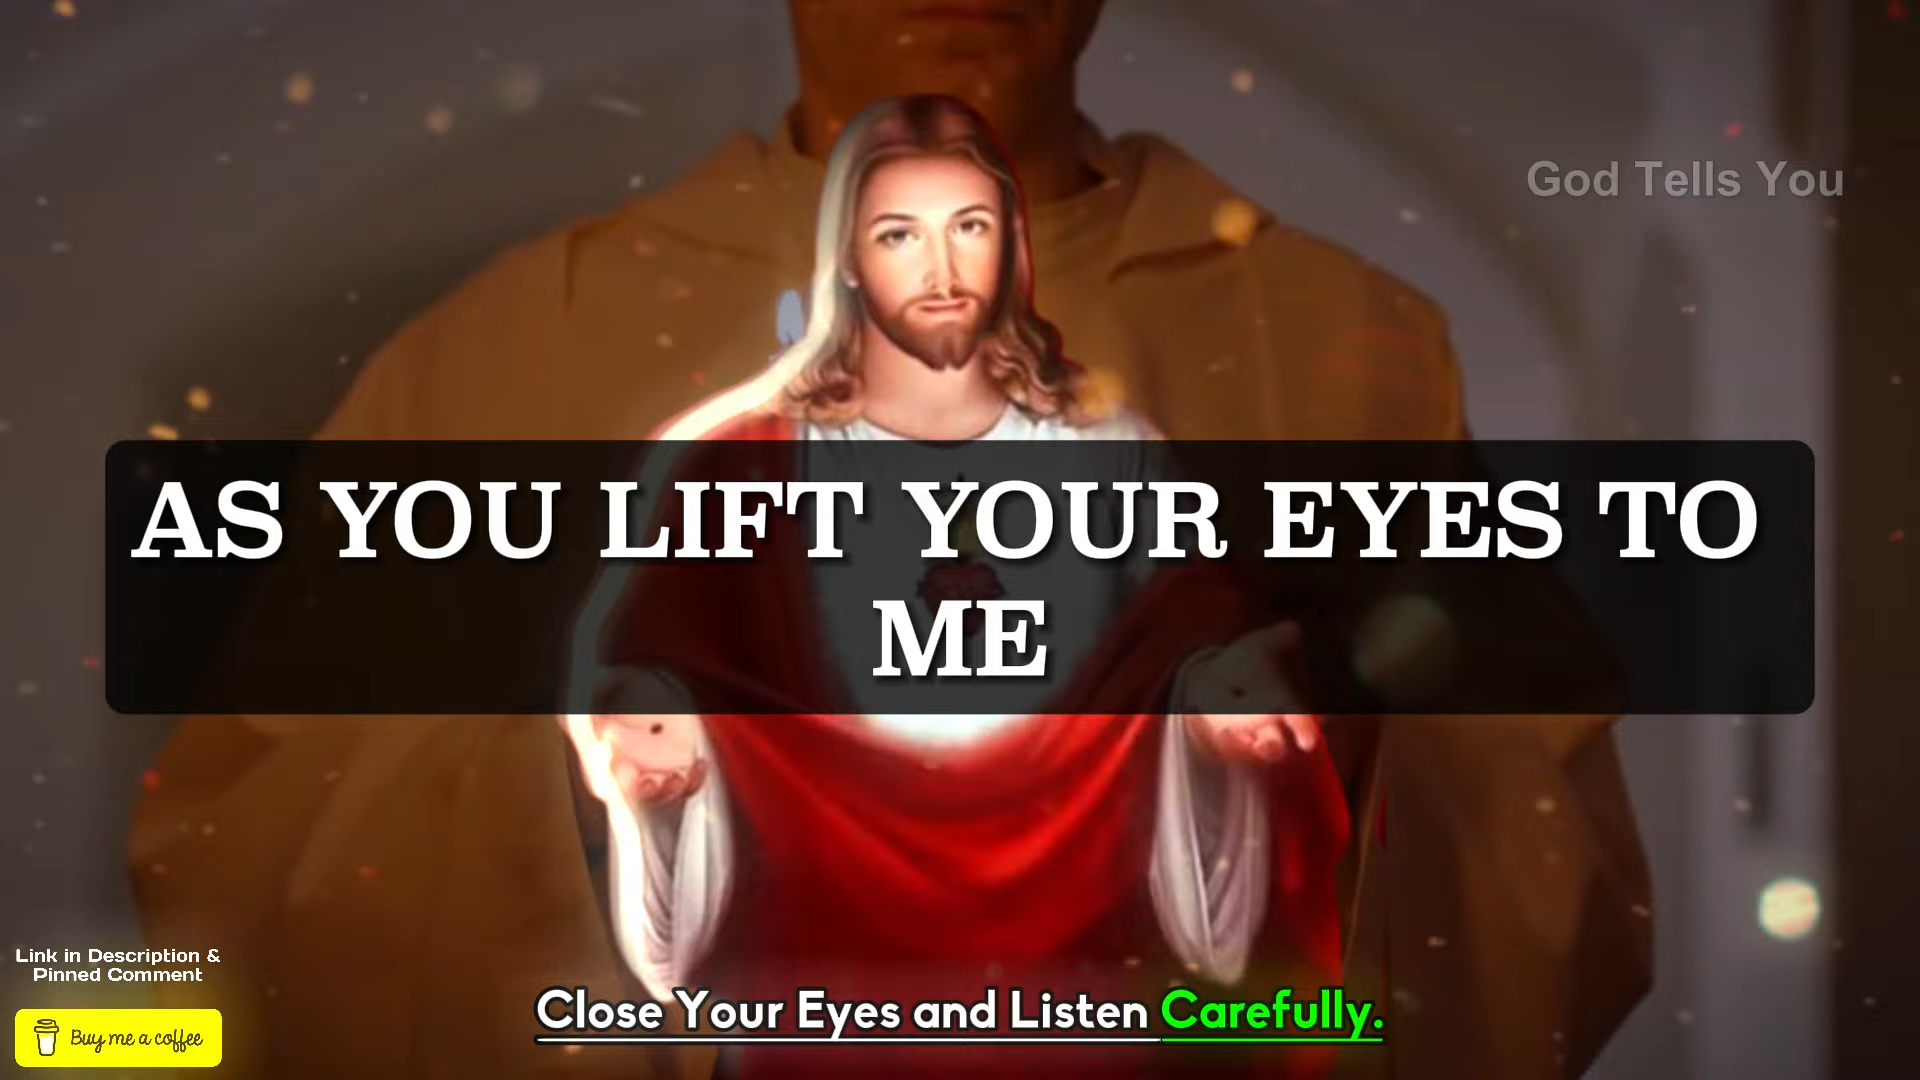 God Tells You
AS YOU LIFT YOUR EYES TO
ME
Link in Description &
Pinned Comment
Buy me a coffee
Close Your Eyes and Listen Carefully.